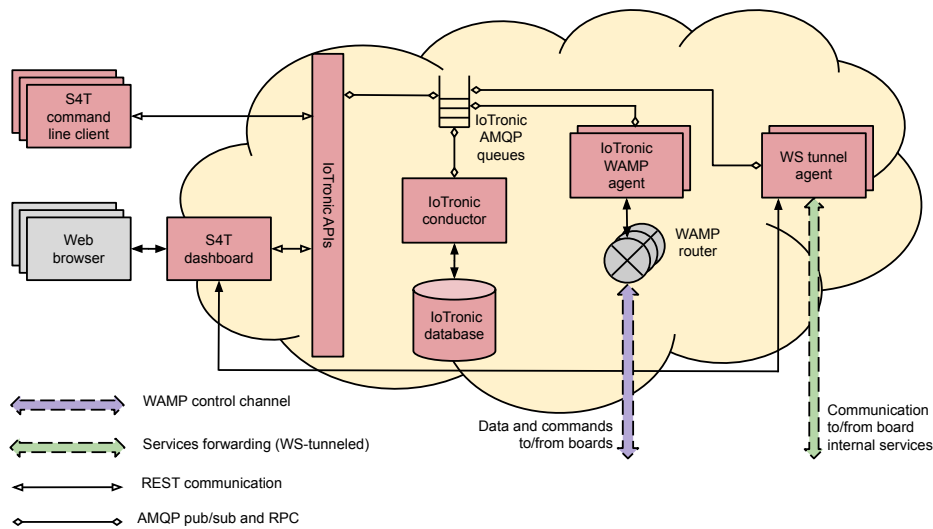 S4T
command
line client
IoTronic APIs
IoTronic
AMQP
queues
IoTronic
WAMP
agent
WS tunnel
agent
IoTronic
conductor
Web
browser
S4T
dashboard
WAMP
router
IoTronic
database
WAMP control channel
Data and commands
to/from boards
Communication
to/from board
internal services
Services forwarding (WS-tunneled)
REST communication
AMQP pub/sub and RPC